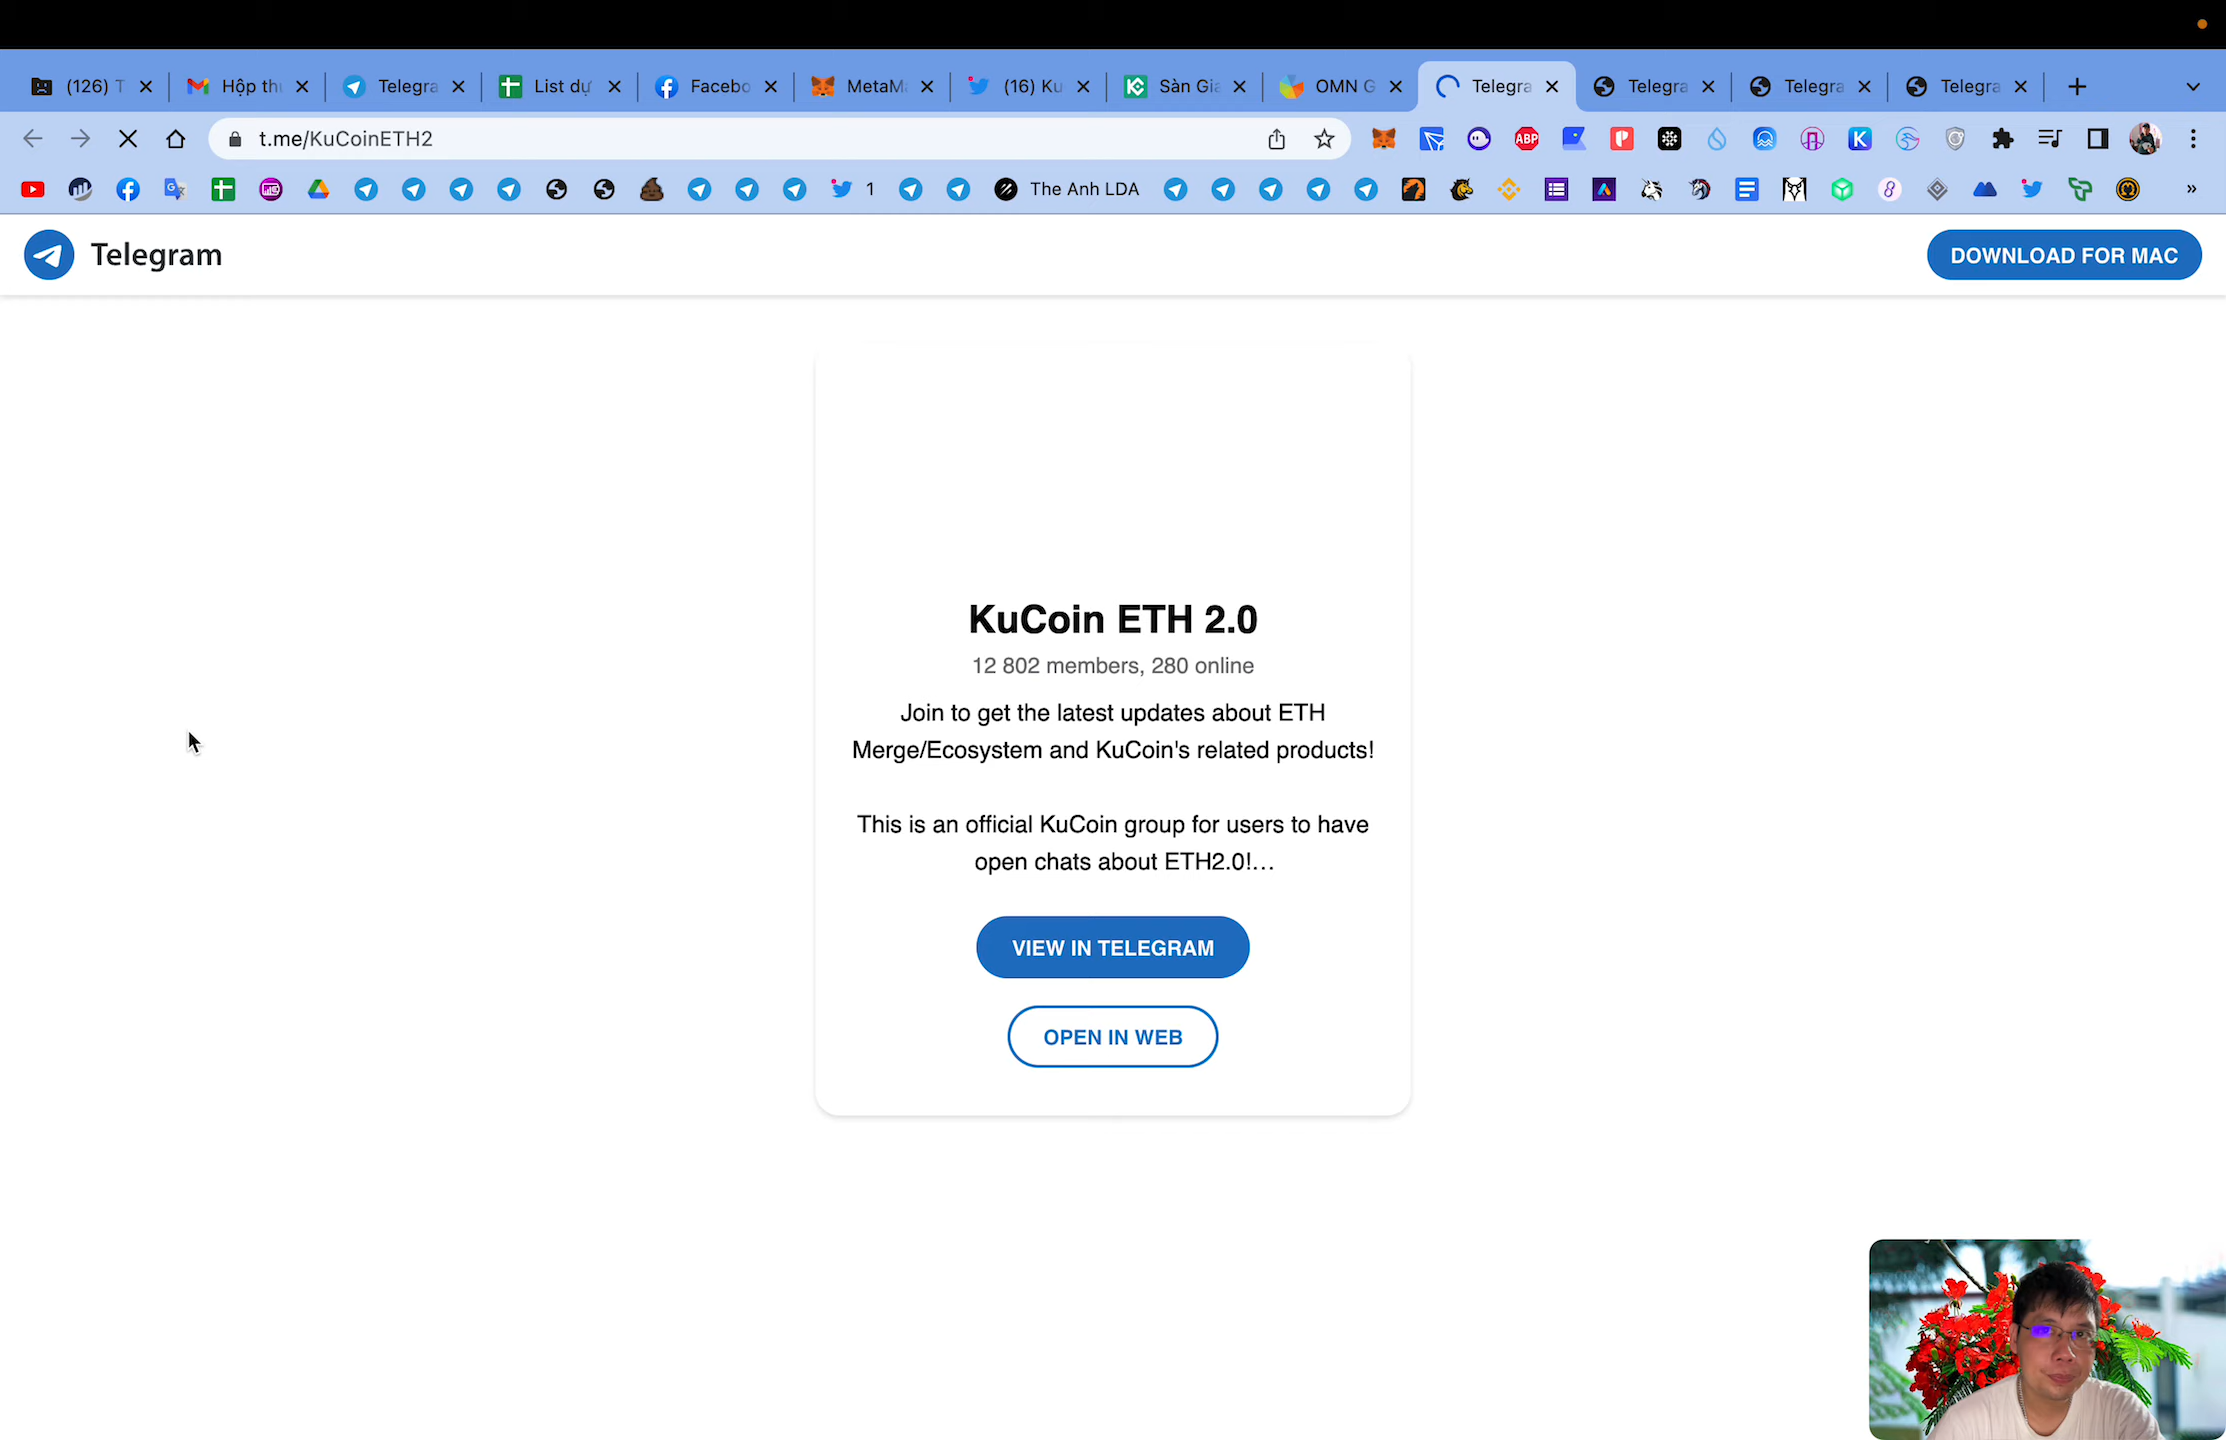 (126) T
Hộp thư
Telegra
List dự
Facebo
MetaM
(16) Ku
Sàn Gia
OMN G
Telegra
Telegra
Telegra
Telegra
t.me/KuCoinETH2
ABP
1
The Anh LDA
Telegram
DOWNLOAD FOR MAC
KuCoin ETH 2.0
12 802 members, 280 online
Join to get the latest updates about ETH
Merge/Ecosystem and KuCoin's related products!
This is an official KuCoin group for users to have
open chats about ETH2.0!…
VIEW IN TELEGRAM
OPEN IN WEB